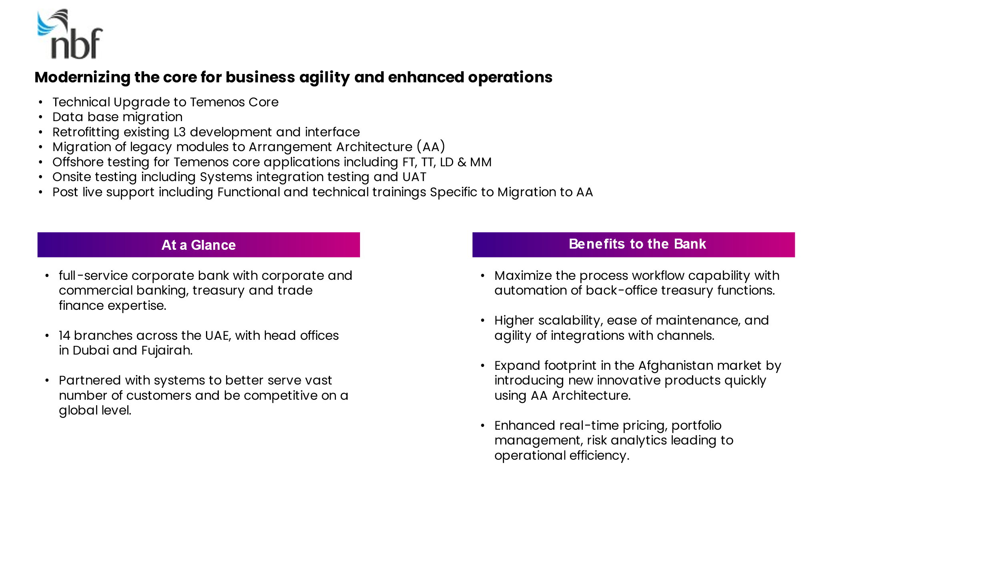 nbf
Modernizing the core for business agility and enhanced operations
• Technical Upgrade to Temenos Core
• Data base migration
• Retrofitting existing L3 development and interface
• Migration of legacy modules to Arrangement Architecture (AA)
• Offshore testing for Temenos core applications including FT, TT, LD & MM
• Onsite testing including Systems integration testing and UAT
• Post live support including Functional and technical trainings Specific to Migration to AA
At a Glance
• full-service corporate bank with corporate and
commercial banking, treasury and trade
finance expertise.
• 14 branches across the UAE, with head offices
in Dubai and Fujairah.
• Partnered with systems to better serve vast
number of customers and be competitive on a
global level.
Benefits to the Bank
• Maximize the process workflow capability with
automation of back-office treasury functions.
• Higher scalability, ease of maintenance, and
agility of integrations with channels.
• Expand footprint in the Afghanistan market by
introducing new innovative products quickly
using AA Architecture.
• Enhanced real-time pricing, portfolio
management, risk analytics leading to
operational efficiency.